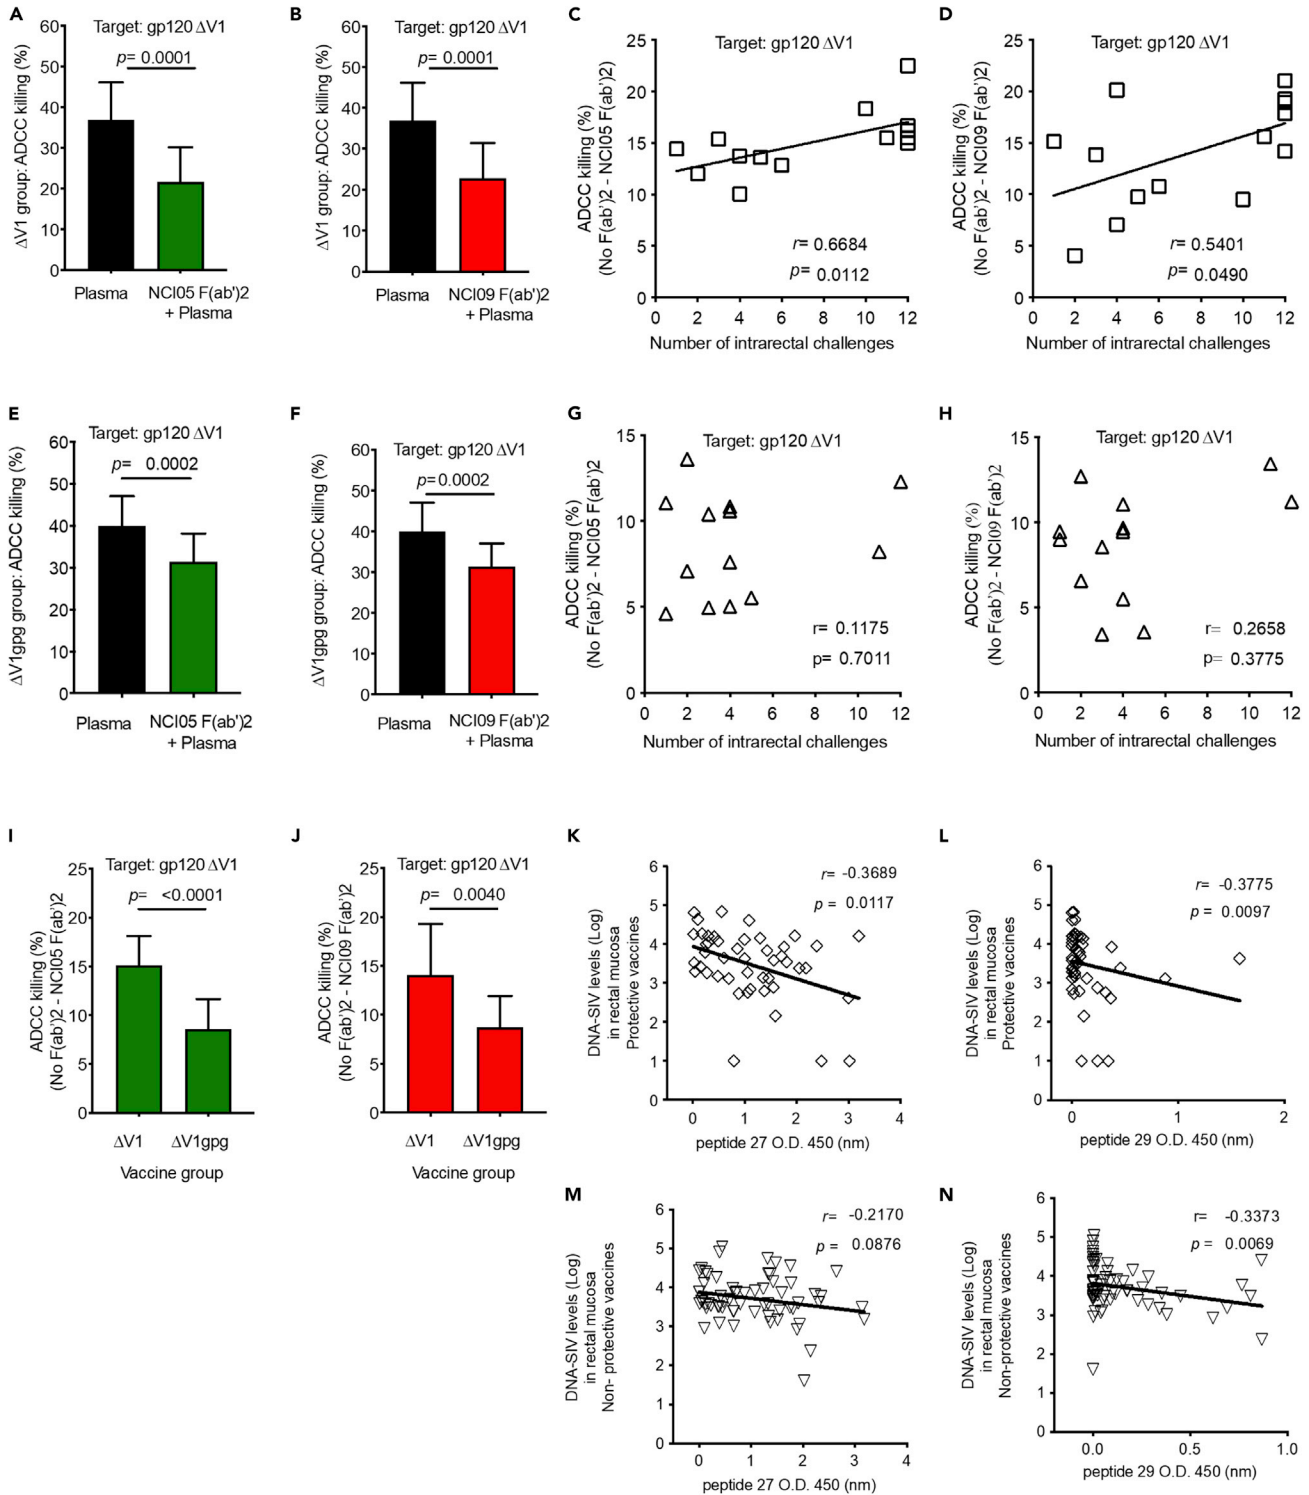 A
Target: gp120 ΔV1
p= 0.0001
ΔV1 group: ADCC killing (%)
60
50
40
30
20
10
0
Plasma
NCI05 F(ab')2
+ Plasma
B
Target: gp120 ΔV1
p= 0.0001
ΔV1 group: ADCC killing (%)
60
50
40
30
20
10
0
Plasma
NCI09 F(ab')2
+ Plasma
C
Target: gp120 ΔV1
ADCC killing (%)
(No F(ab')2 - NCI05 F(ab')2)
25
20
15
10
5
0
r= 0.6684
p= 0.0112
0 2 4 6 8 10 12
Number of intrarectal challenges
D
Target: gp120 ΔV1
ADCC killing (%)
(No F(ab')2 - NCI09 F(ab')2)
25
20
15
10
5
0
r= 0.5401
p= 0.0490
0 2 4 6 8 10 12
Number of intrarectal challenges
E
Target: gp120 ΔV1
p= 0.0002
ΔV1gpg group: ADCC killing (%)
60
50
40
30
20
10
0
Plasma
NCI05 F(ab')2
+ Plasma
F
Target: gp120 ΔV1
p= 0.0002
ΔV1gpg group: ADCC killing (%)
60
50
40
30
20
10
0
Plasma
NCI09 F(ab')2
+ Plasma
G
Target: gp120 ΔV1
ADCC killing (%)
(No F(ab')2 - NCI05 F(ab')2
15
10
5
0
r= 0.1175
p= 0.7011
0 2 4 6 8 10 12
Number of intrarectal challenges
H
Target: gp120 ΔV1
ADCC killing (%)
(No F(ab')2 - NCI09 F(ab')2
15
10
5
0
r= 0.2658
p= 0.3775
0 2 4 6 8 10 12
Number of intrarectal challenges
I
Target: gp120 ΔV1
p= <0.0001
ADCC killing (%)
(No F(ab')2 - NCI05 F(ab')2
25
20
15
10
5
0
ΔV1 ΔV1gpg
Vaccine group
J
Target: gp120 ΔV1
p= 0.0040
ADCC killing (%)
(No F(ab')2 - NCI09 F(ab')2
25
20
15
10
5
0
ΔV1 ΔV1gpg
Vaccine group
K
r= -0.3689
p = 0.0117
DNA-SIV levels (Log)
in rectal mucosa
Protective vaccines
6
5
4
3
2
1
0
0 1 2 3 4
peptide 27 O.D. 450 (nm)
L
r= -0.3775
p = 0.0097
DNA-SIV levels (Log)
in rectal mucosa
Protective vaccines
6
5
4
3
2
1
0
0 1 2
peptide 29 O.D. 450 (nm)
M
r= -0.2170
p = 0.0876
DNA-SIV levels (Log)
in rectal mucosa
Non- protective vaccines
6
5
4
3
2
1
0
0 1 2 3 4
peptide 27 O.D. 450 (nm)
N
r= -0.3373
p = 0.0069
DNA-SIV levels (Log)
in rectal mucosa
Non-protective vaccines
6
5
4
3
2
1
0
0.0 0.5 1.0
peptide 29 O.D. 450 (nm)